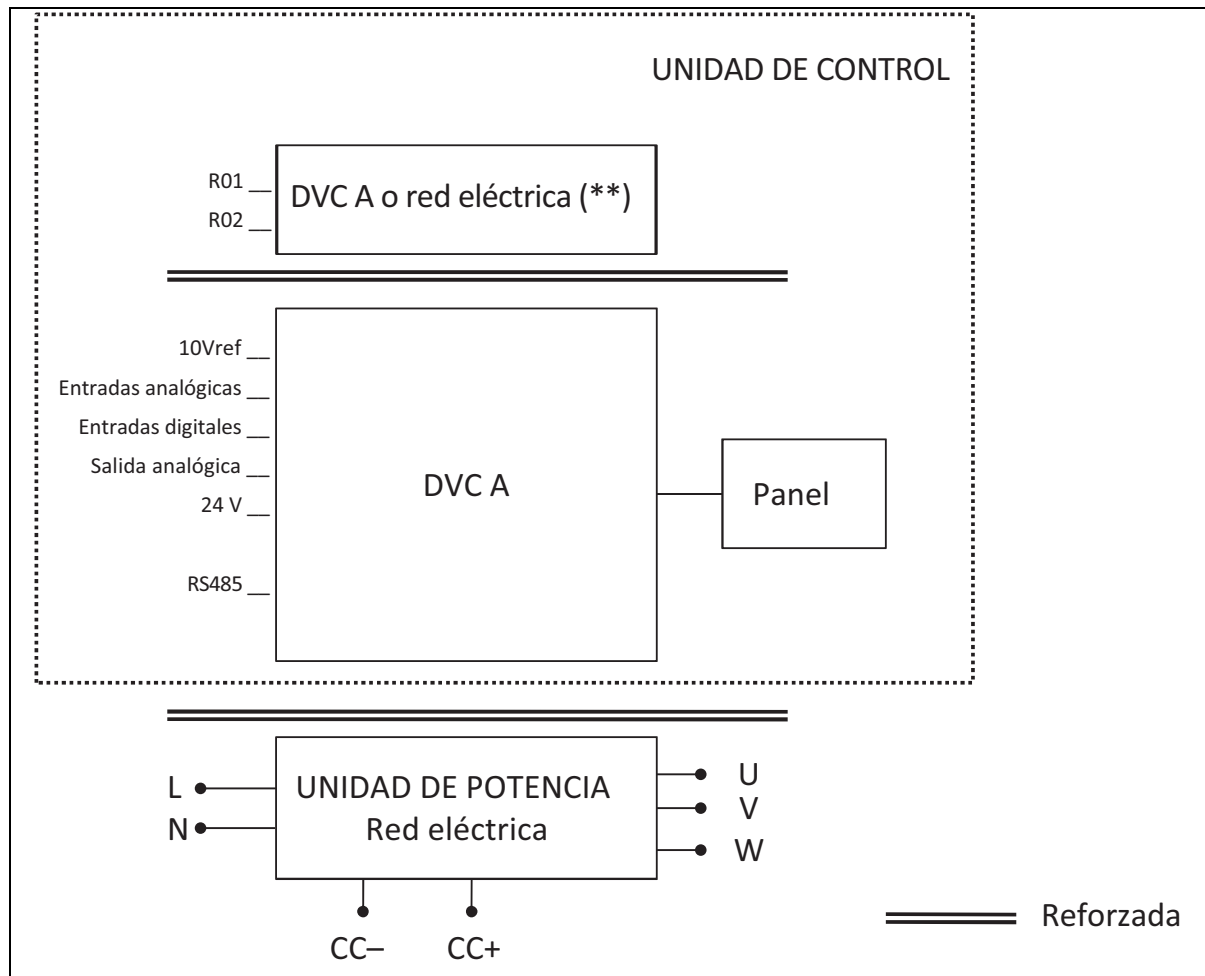 UNIDAD DE CONTROL
R01
DVC A o red eléctrica (**)
R02
10Vref
Entradas analógicas
Entradas digitales
Salida analógica
24 V
RS485
DVC A
Panel
L
N
UNIDAD DE POTENCIA
Red eléctrica
U
V
W
CC–
CC+
Reforzada